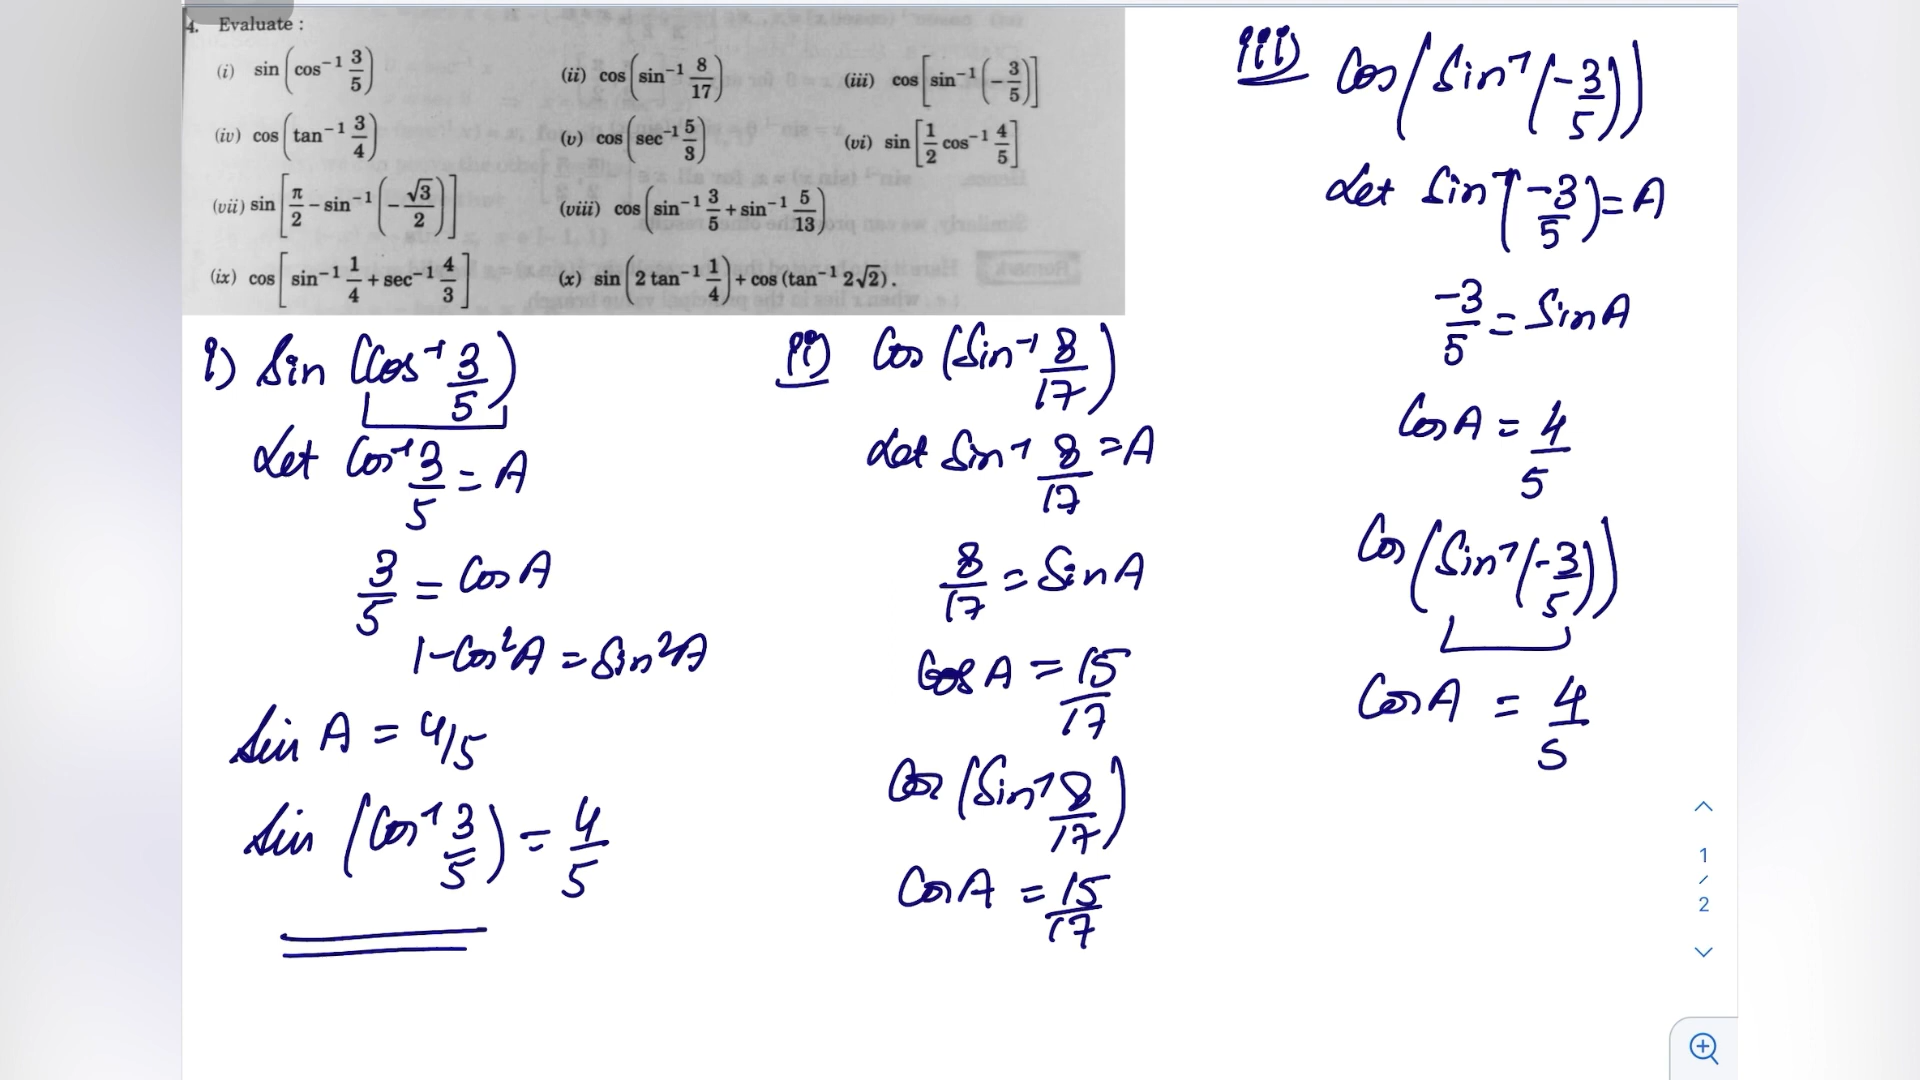 4. Evaluate :
(i) sin (cos⁻¹ 3/5) (ii) cos (sin⁻¹ 8/17) (iii) cos [sin⁻¹ (−3/5)]
(iv) cos (tan⁻¹ 3/4) (v) cos (sec⁻¹ 5/3) (vi) sin [1/2 cos⁻¹ 4/5]
(vii) sin [π/2 − sin⁻¹ (−√3/2)] (viii) cos (sin⁻¹ 3/5 + sin⁻¹ 5/13)
(ix) cos [sin⁻¹ 1/4 + sec⁻¹ 4/3] (x) sin (2 tan⁻¹ 1/4) + cos (tan⁻¹ 2√2).
i) Sin (Cos⁻¹ 3/5)
Let Cos⁻¹ 3/5 = A
3/5 = Cos A
1-Cos²A = Sin²A
Sin A = 4/5
Sin (Cos⁻¹ 3/5) = 4/5
ii) Cos (Sin⁻¹ 8/17)
Let Sin⁻¹ 8/17 = A
8/17 = Sin A
Cos A = 15/17
Cos (Sin⁻¹ 8/17)
Cos A = 15/17
iii) Cos (Sin⁻¹ (-3/5))
Let Sin⁻¹ (-3/5) = A
-3/5 = Sin A
Cos A = 4/5
Cos (Sin⁻¹ (-3/5))
Cos A = 4/5
1
/
2